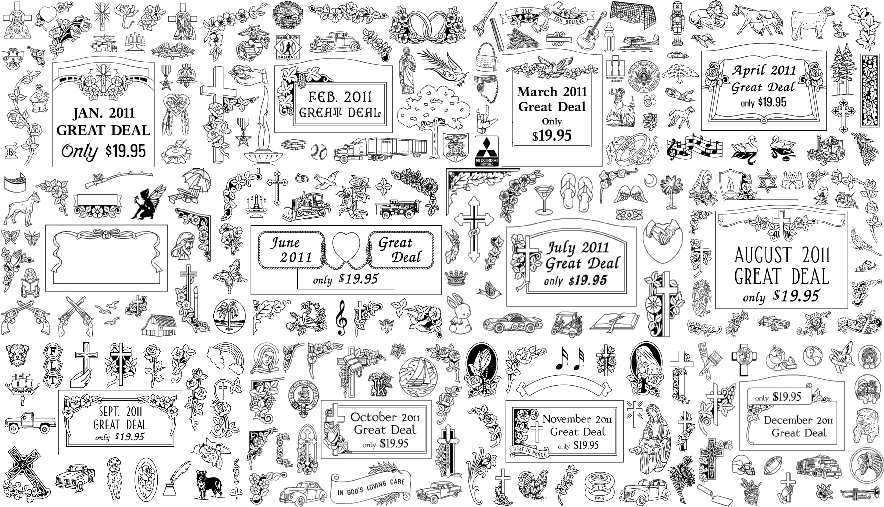 JAN. 2011
GREAT DEAL
Only $19.95
FEB. 2011
GREAT DEAL
March 2011
Great Deal
Only
$19.95
April 2011
Great Deal
only $19.95
June
2011
Great
Deal
only $19.95
July 2011
Great Deal
only $19.95
AUGUST 2011
GREAT DEAL
only $19.95
SEPT. 2011
GREAT DEAL
only $19.95
October 2011
Great Deal
only $19.95
IN GOD'S LOVING CARE
November 2011
Great Deal
only $19.95
only $19.95
December 2011
Great Deal